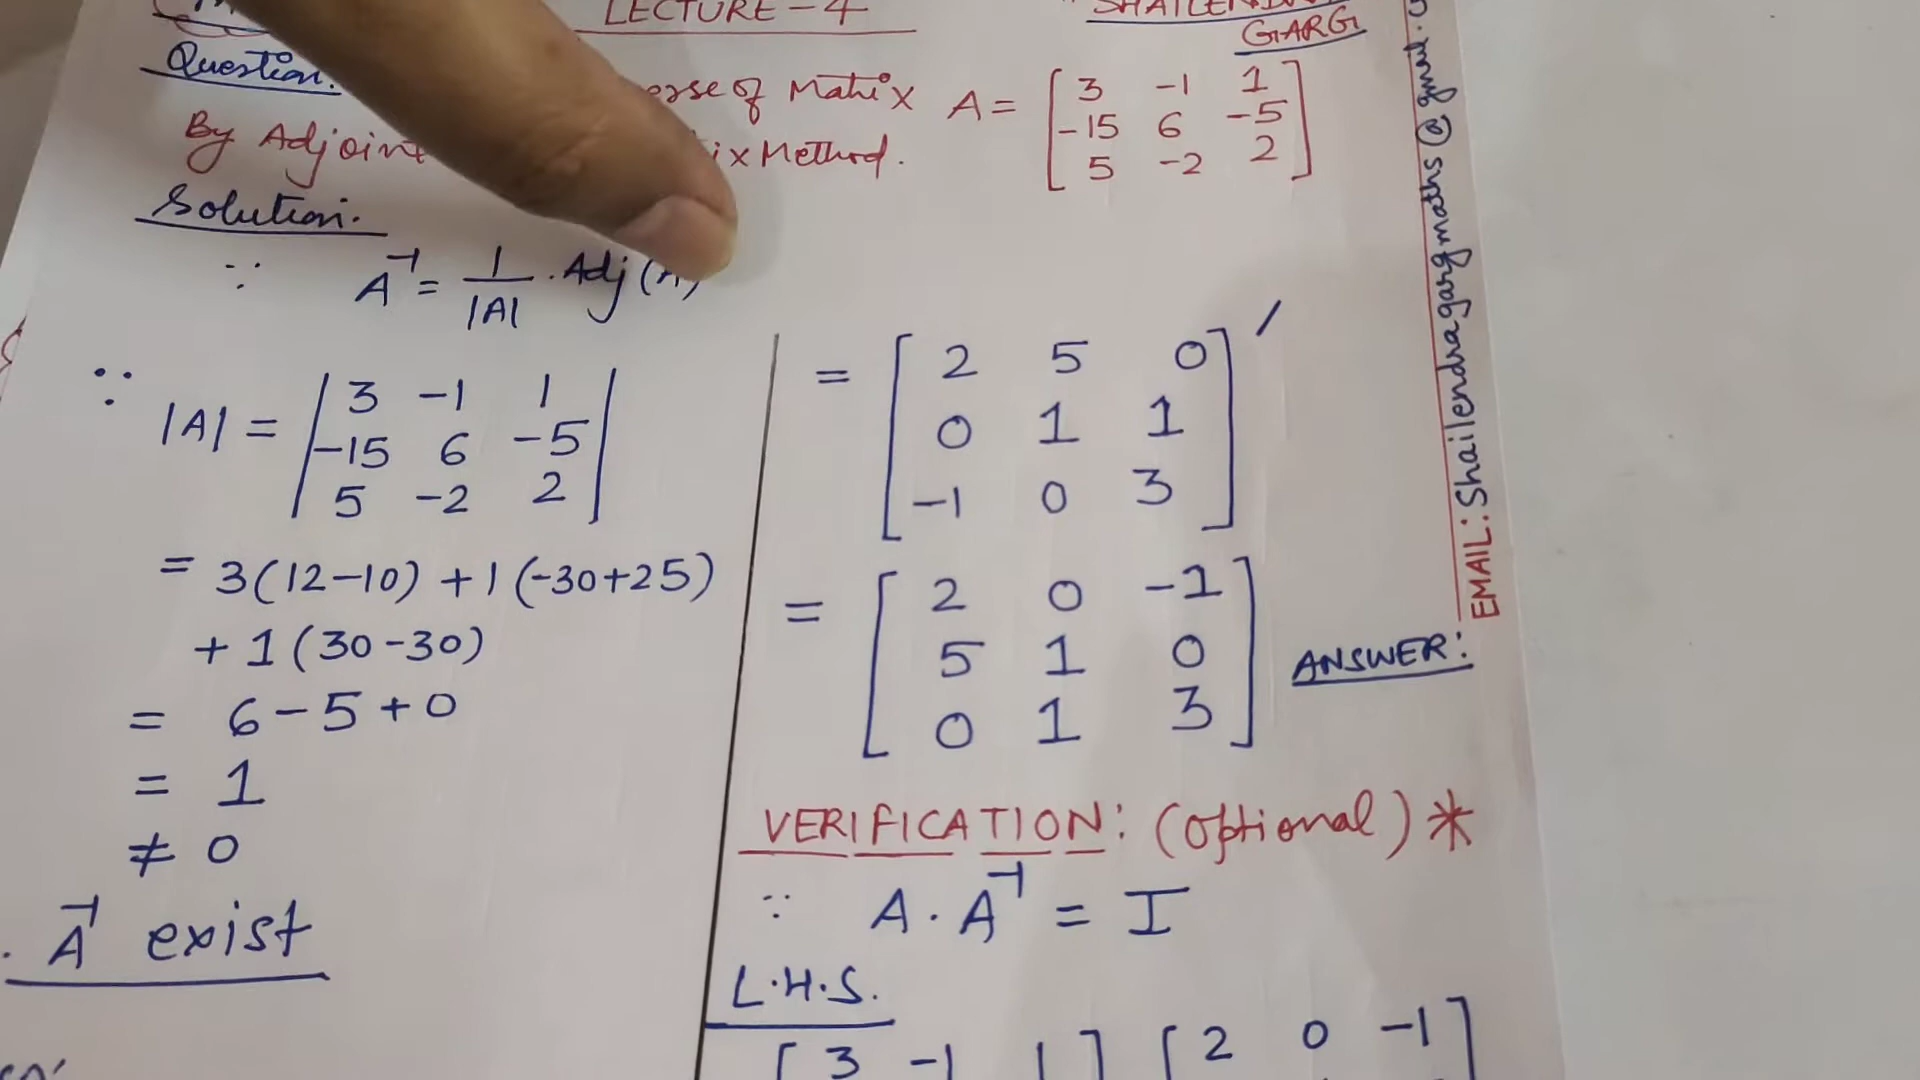 LECTURE-4
GARG
Question:
of Matrix A = [3 -1 1
-15 6 -5
5 -2 2]
By Adjoint Method.
Solution.
∵ A⁻¹ = 1/|A| . Adj (A)
∵ |A| = |3 -1 1
-15 6 -5
5 -2 2|
= 3(12-10) +1(-30+25)
+ 1(30-30)
= 6-5+0
= 1
≠ 0
A⁻¹ exist
= [2 5 0
0 1 1
-1 0 3]′
= [2 0 -1
5 1 0
0 1 3] ANSWER:
VERIFICATION: (optional) *
∵ A . A⁻¹ = I
L.H.S.
[3 -1 1] [2 0 -1]
EMAIL: Shailendragargmaths@gmail.